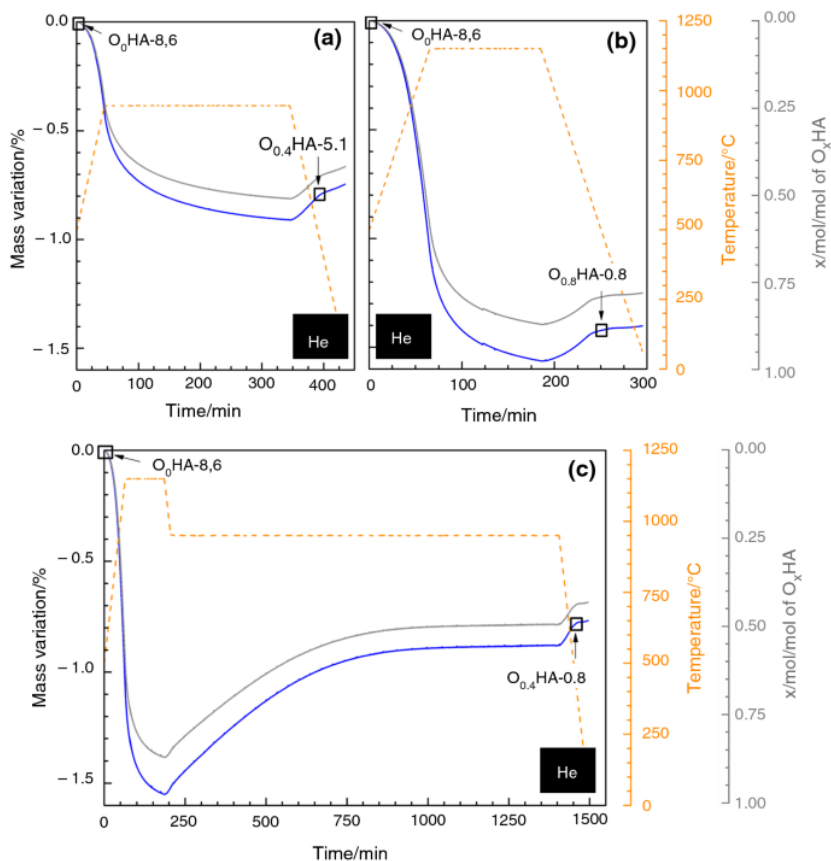 (a)
O₀HA-8,6
O₀.₄HA-5.1
He
0.0
−0.5
−1.0
−1.5
Mass variation/%
0
100
200
300
400
Time/min
(b)
O₀HA-8,6
O₀.₈HA-0.8
He
0
100
200
300
Time/min
1250
1150
750
500
250
150
0
Temperature/°C
0.00
0.25
0.50
0.75
1.00
x/mol/mol of OₓHA
(c)
O₀HA-8,6
O₀.₄HA-0.8
He
0.0
−0.5
−1.0
−1.5
Mass variation/%
0
250
500
750
1000
1250
1500
Time/min
1250
1150
750
500
250
150
0
Temperature/°C
0.00
0.25
0.50
0.75
1.00
x/mol/mol of OₓHA